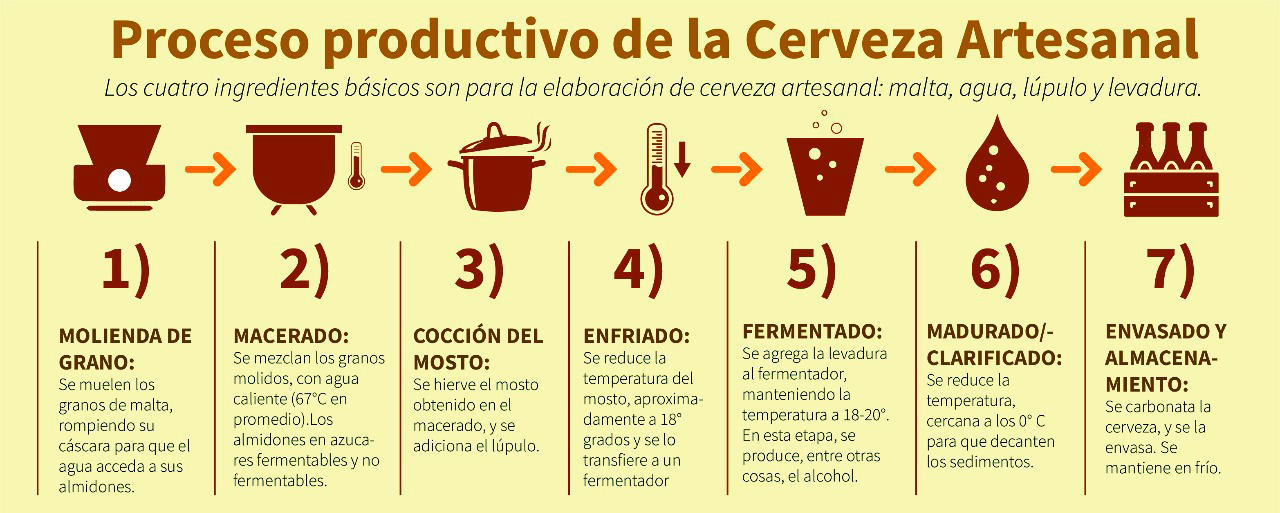 Proceso productivo de la Cerveza Artesanal
Los cuatro ingredientes básicos son para la elaboración de cerveza artesanal: malta, agua, lúpulo y levadura.
1)
MOLIENDA DE
GRANO:
Se muelen los
granos de malta,
rompiendo su
cáscara para que el
agua acceda a sus
almidones.
2)
MACERADO:
Se mezclan los granos
molidos, con agua
caliente (67°C en
promedio).Los
almidones en azuca-
res fermentables y no
fermentables.
3)
COCCIÓN DEL
MOSTO:
Se hierve el mosto
obtenido en el
macerado, y se
adiciona el lúpulo.
4)
ENFRIADO:
Se reduce la
temperatura del
mosto, aproxima-
damente a 18°
grados y se lo
transfiere a un
fermentador
5)
FERMENTADO:
Se agrega la levadura
al fermentador,
manteniendo la
temperatura a 18-20°.
En esta etapa, se
produce, entre otras
cosas, el alcohol.
6)
MADURADO/-
CLARIFICADO:
Se reduce la
temperatura,
cercana a los 0° C
para que decanten
los sedimentos.
7)
ENVASADO Y
ALMACENA-
MIENTO:
Se carbonata la
cerveza, y se la
envasa. Se
mantiene en frío.